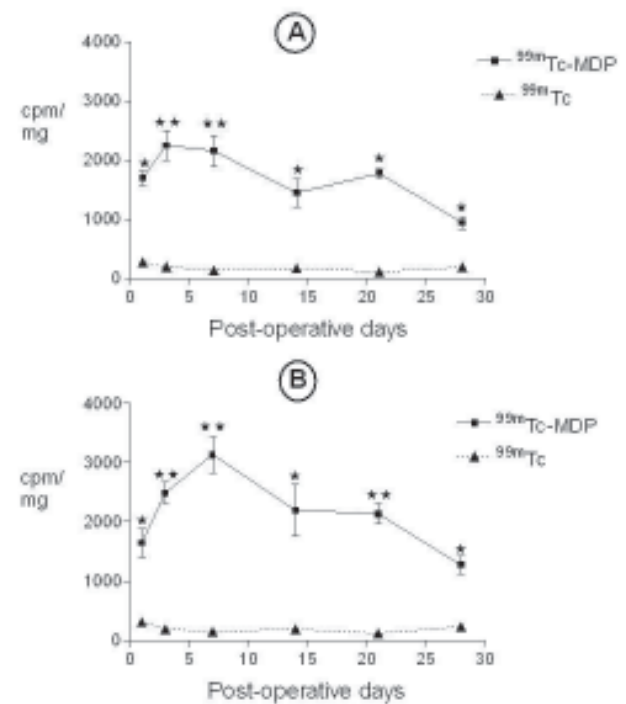 A
4000
99mTc-MDP
99mTc
cpm/
mg
3000
★★ ★★
★ ★ ★
2000
★
1000
0
0 5 10 15 20 25 30
Post-operative days
B
4000
99mTc-MDP
99mTc
★★
cpm/
mg
3000
★★ ★ ★★
★ ★
2000
1000
0
0 5 10 15 20 25 30
Post-operative days